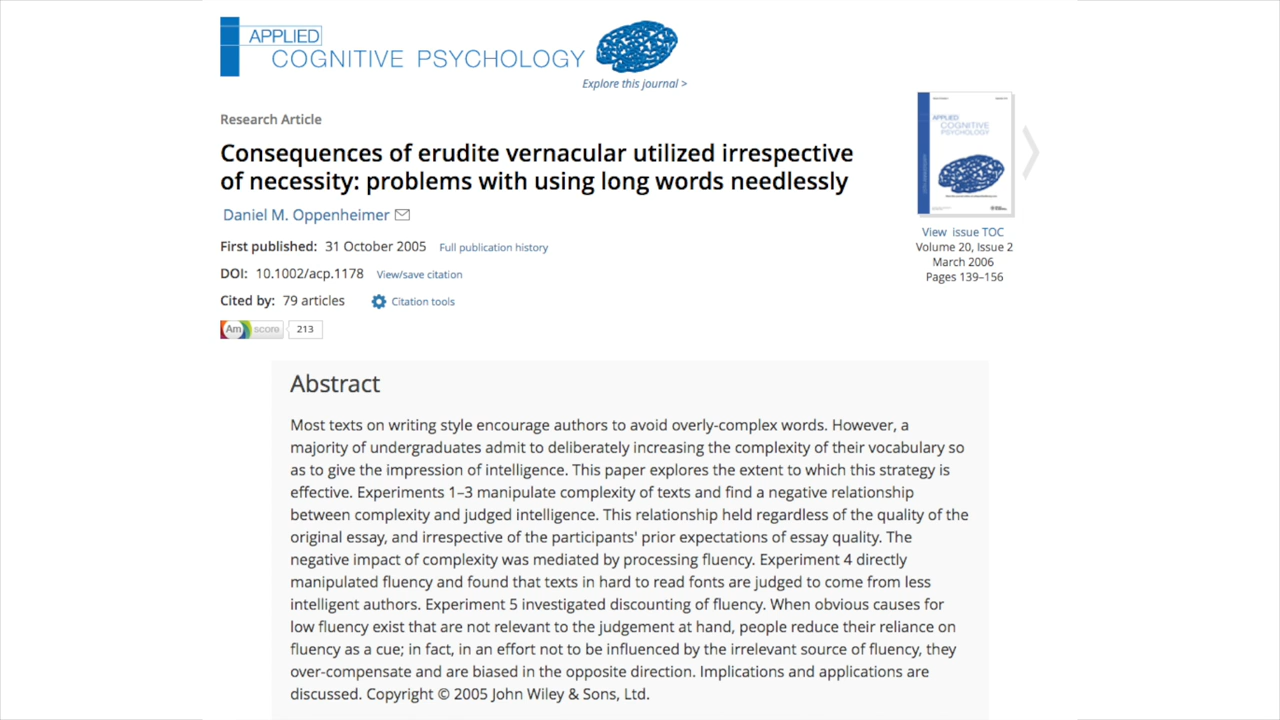 APPLIED
COGNITIVE PSYCHOLOGY
Explore this journal >
Research Article
Consequences of erudite vernacular utilized irrespective
of necessity: problems with using long words needlessly
Daniel M. Oppenheimer
First published: 31 October 2005 Full publication history
DOI: 10.1002/acp.1178 View/save citation
Cited by: 79 articles Citation tools
Am score 213
APPLIED
COGNITIVE
PSYCHOLOGY
View issue TOC
Volume 20, Issue 2
March 2006
Pages 139–156
Abstract
Most texts on writing style encourage authors to avoid overly-complex words. However, a
majority of undergraduates admit to deliberately increasing the complexity of their vocabulary so
as to give the impression of intelligence. This paper explores the extent to which this strategy is
effective. Experiments 1–3 manipulate complexity of texts and find a negative relationship
between complexity and judged intelligence. This relationship held regardless of the quality of the
original essay, and irrespective of the participants' prior expectations of essay quality. The
negative impact of complexity was mediated by processing fluency. Experiment 4 directly
manipulated fluency and found that texts in hard to read fonts are judged to come from less
intelligent authors. Experiment 5 investigated discounting of fluency. When obvious causes for
low fluency exist that are not relevant to the judgement at hand, people reduce their reliance on
fluency as a cue; in fact, in an effort not to be influenced by the irrelevant source of fluency, they
over-compensate and are biased in the opposite direction. Implications and applications are
discussed. Copyright © 2005 John Wiley & Sons, Ltd.